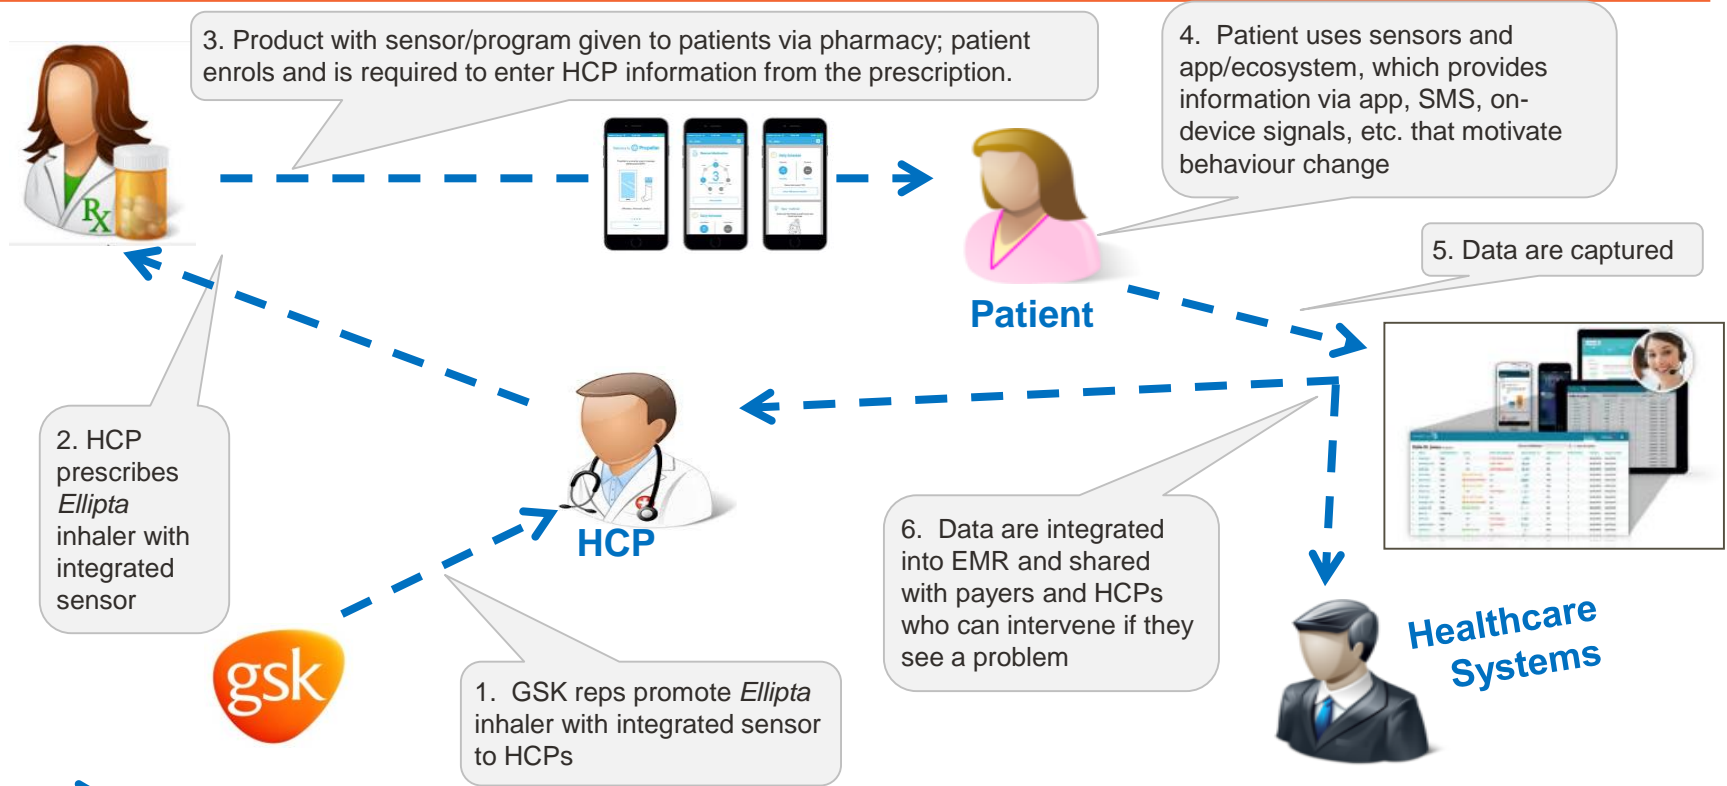 3. Product with sensor/program given to patients via pharmacy; patient
enrols and is required to enter HCP information from the prescription.
4. Patient uses sensors and
app/ecosystem, which provides
information via app, SMS, on-
device signals, etc. that motivate
behaviour change
Rx
Propeller
3
5. Data are captured
Patient
2. HCP
prescribes
Ellipta
inhaler with
integrated
sensor
HCP
6. Data are integrated
into EMR and shared
with payers and HCPs
who can intervene if they
see a problem
Healthcare
Systems
gsk
1. GSK reps promote Ellipta
inhaler with integrated sensor
to HCPs